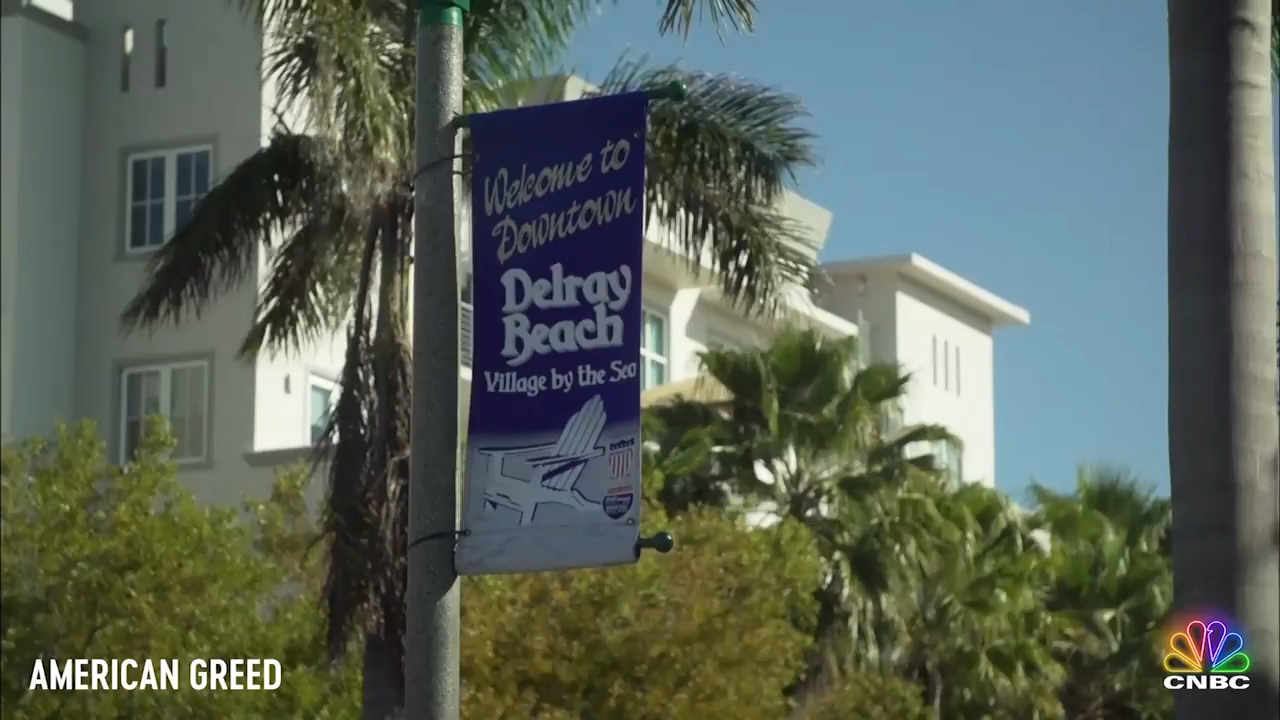 Welcome to
Downtown
Delray
Beach
Village by the Sea
AMERICAN GREED
CNBC